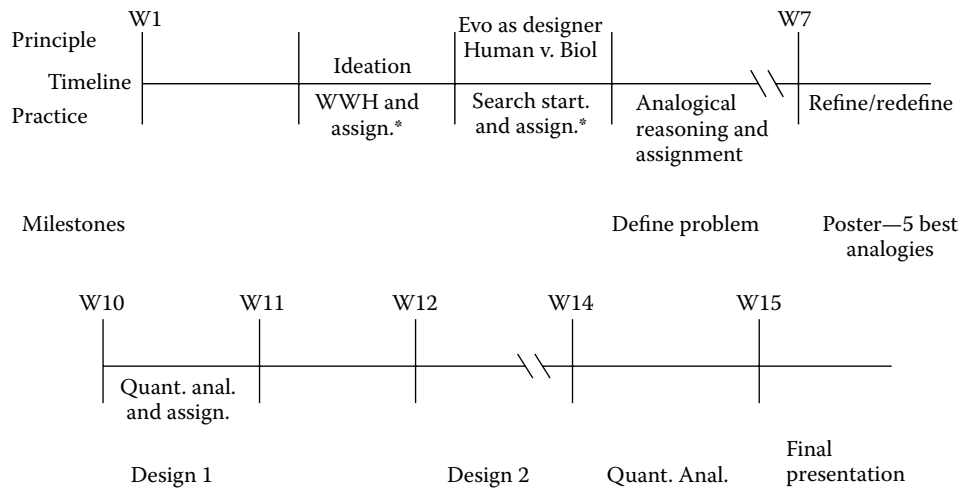 W1
W7
Principle
Evo as designer
Human v. Biol
Ideation
Timeline
Practice
WWH and
assign.*
Search start.
and assign.*
Analogical
reasoning and
assignment
Refine/redefine
Milestones
Define problem
Poster—5 best
analogies
W10
W11
W12
W14
W15
Quant. anal.
and assign.
Design 1
Design 2
Quant. Anal.
Final
presentation